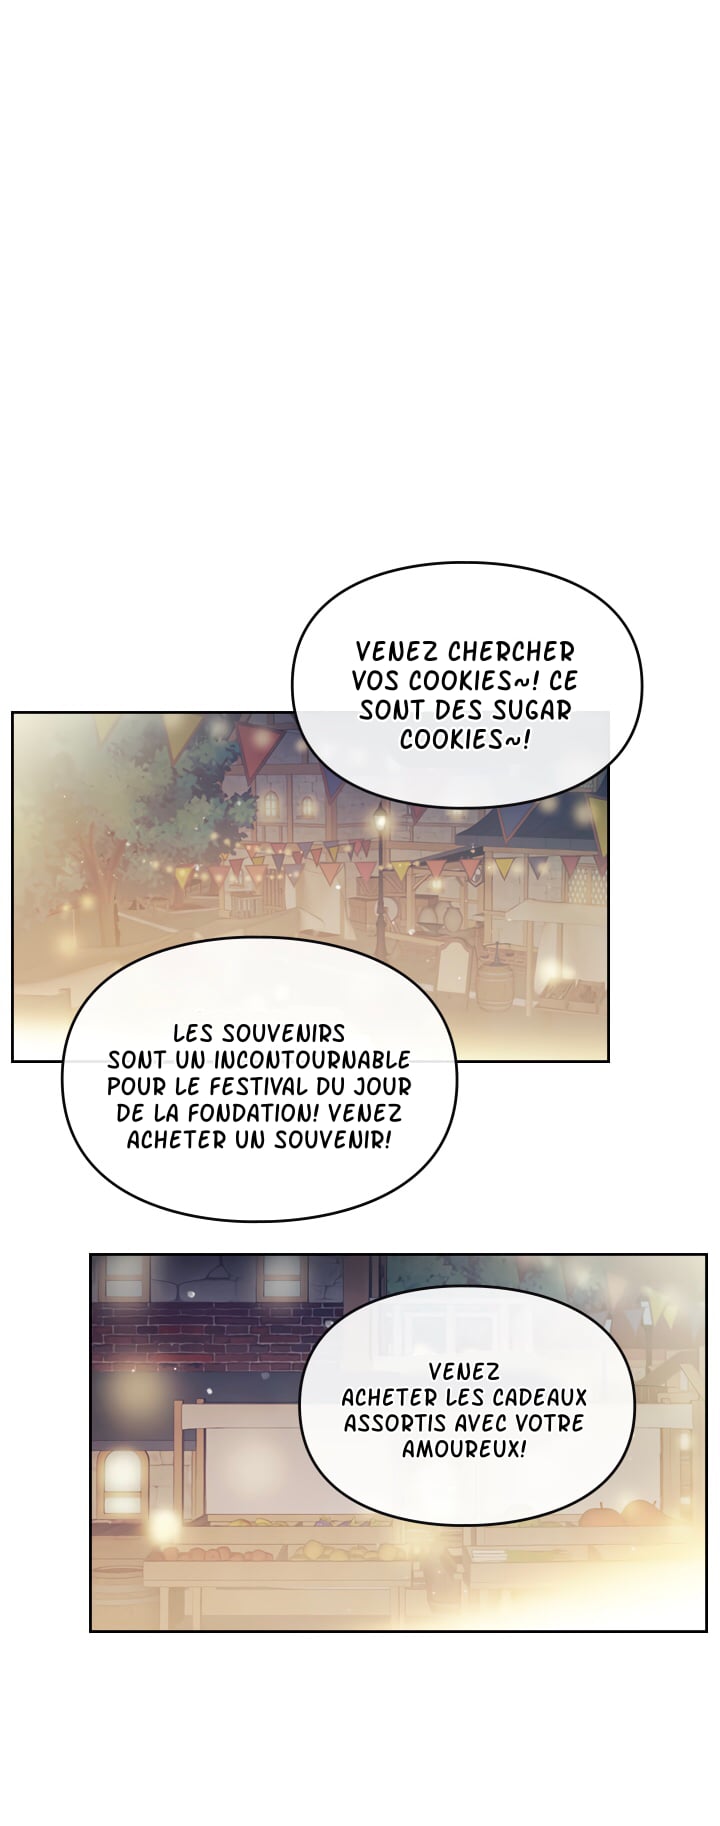 VENEZ CHERCHER
VOS COOKIES~! CE
SONT DES SUGAR
COOKIES~!
LES SOUVENIRS
SONT UN INCONTOURNABLE
POUR LE FESTIVAL DU JOUR
DE LA FONDATION! VENEZ
ACHETER UN SOUVENIR!
VENEZ
ACHETER LES CADEAUX
ASSORTIS AVEC VOTRE
AMOUREUX!